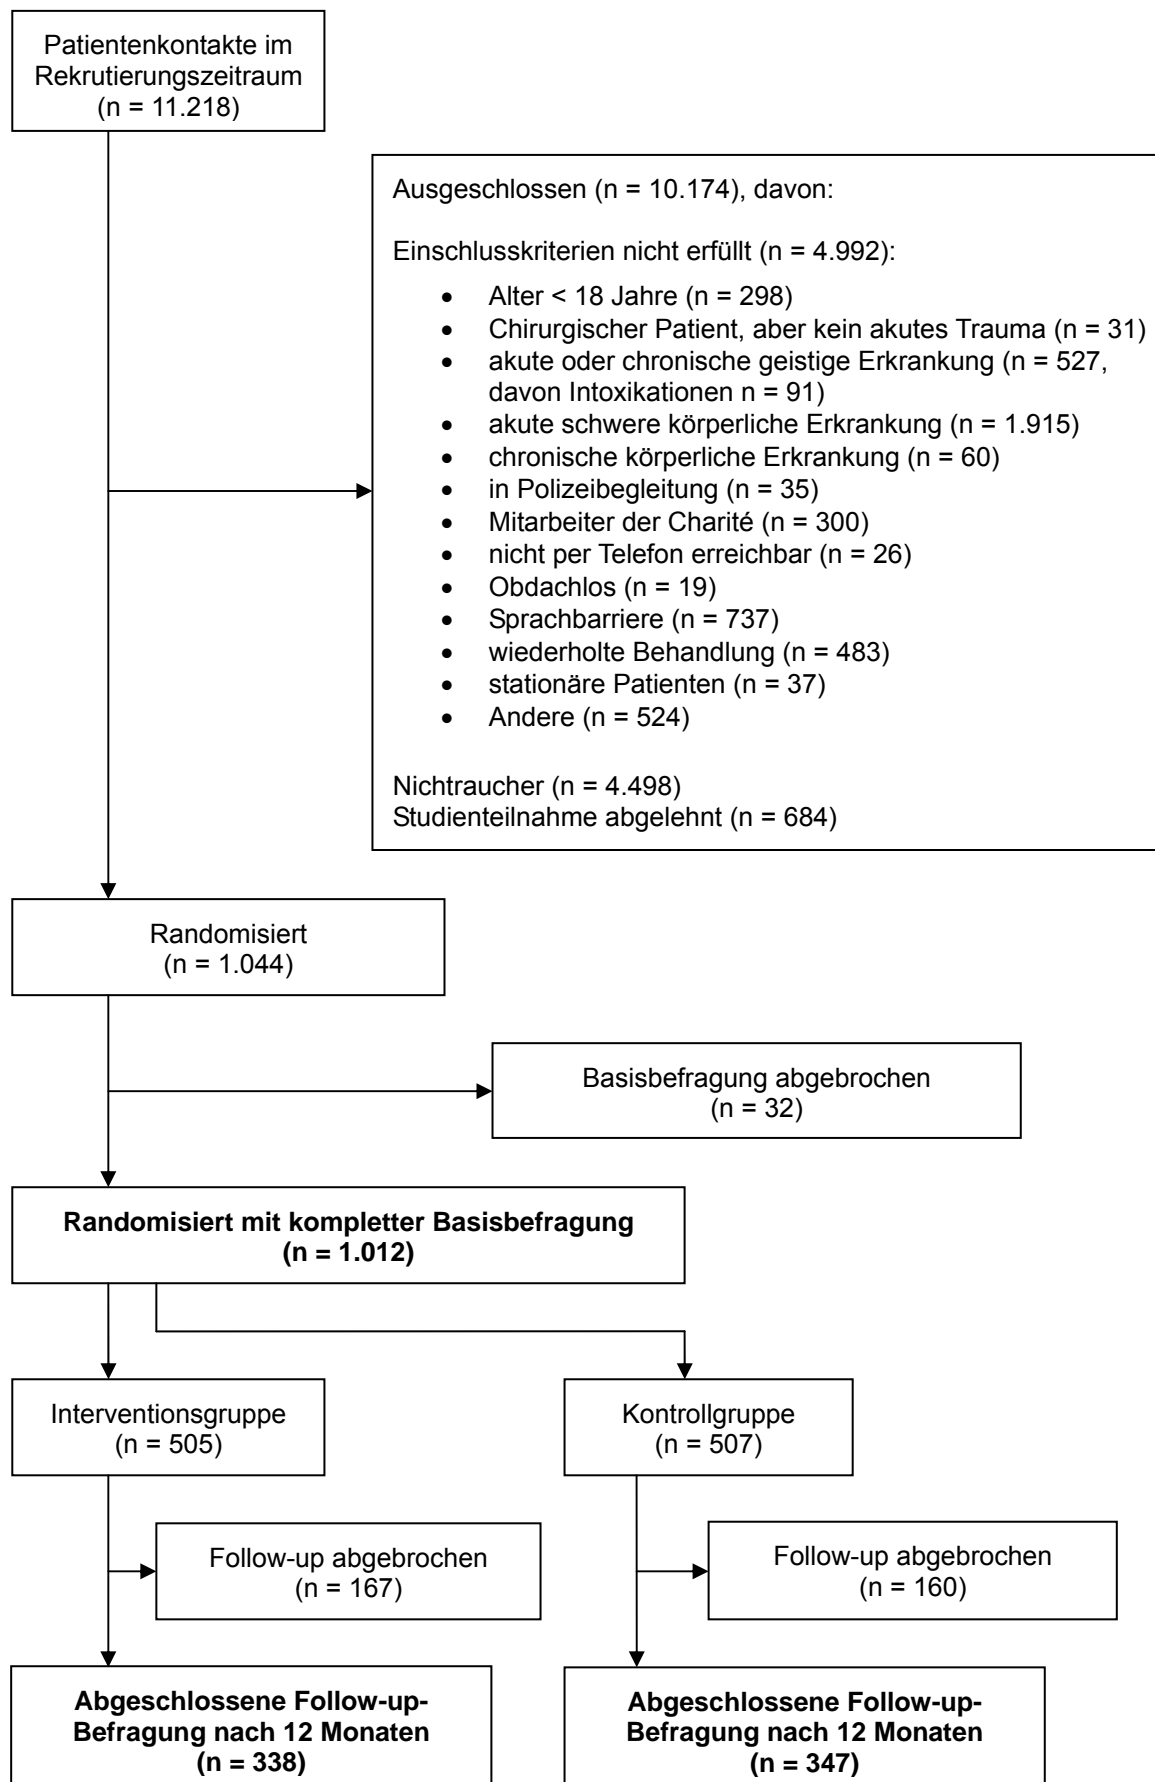 Patientenkontakte im
Rekrutierungszeitraum
(n = 11.218)
Ausgeschlossen (n = 10.174), davon:
Einschlusskriterien nicht erfüllt (n = 4.992):
• Alter < 18 Jahre (n = 298)
• Chirurgischer Patient, aber kein akutes Trauma (n = 31)
• akute oder chronische geistige Erkrankung (n = 527,
davon Intoxikationen n = 91)
• akute schwere körperliche Erkrankung (n = 1.915)
• chronische körperliche Erkrankung (n = 60)
• in Polizeibegleitung (n = 35)
• Mitarbeiter der Charité (n = 300)
• nicht per Telefon erreichbar (n = 26)
• Obdachlos (n = 19)
• Sprachbarriere (n = 737)
• wiederholte Behandlung (n = 483)
• stationäre Patienten (n = 37)
• Andere (n = 524)
Nichtraucher (n = 4.498)
Studienteilnahme abgelehnt (n = 684)
Randomisiert
(n = 1.044)
Basisbefragung abgebrochen
(n = 32)
Randomisiert mit kompletter Basisbefragung
(n = 1.012)
Interventionsgruppe
(n = 505)
Kontrollgruppe
(n = 507)
Follow-up abgebrochen
(n = 167)
Follow-up abgebrochen
(n = 160)
Abgeschlossene Follow-up-
Befragung nach 12 Monaten
(n = 338)
Abgeschlossene Follow-up-
Befragung nach 12 Monaten
(n = 347)